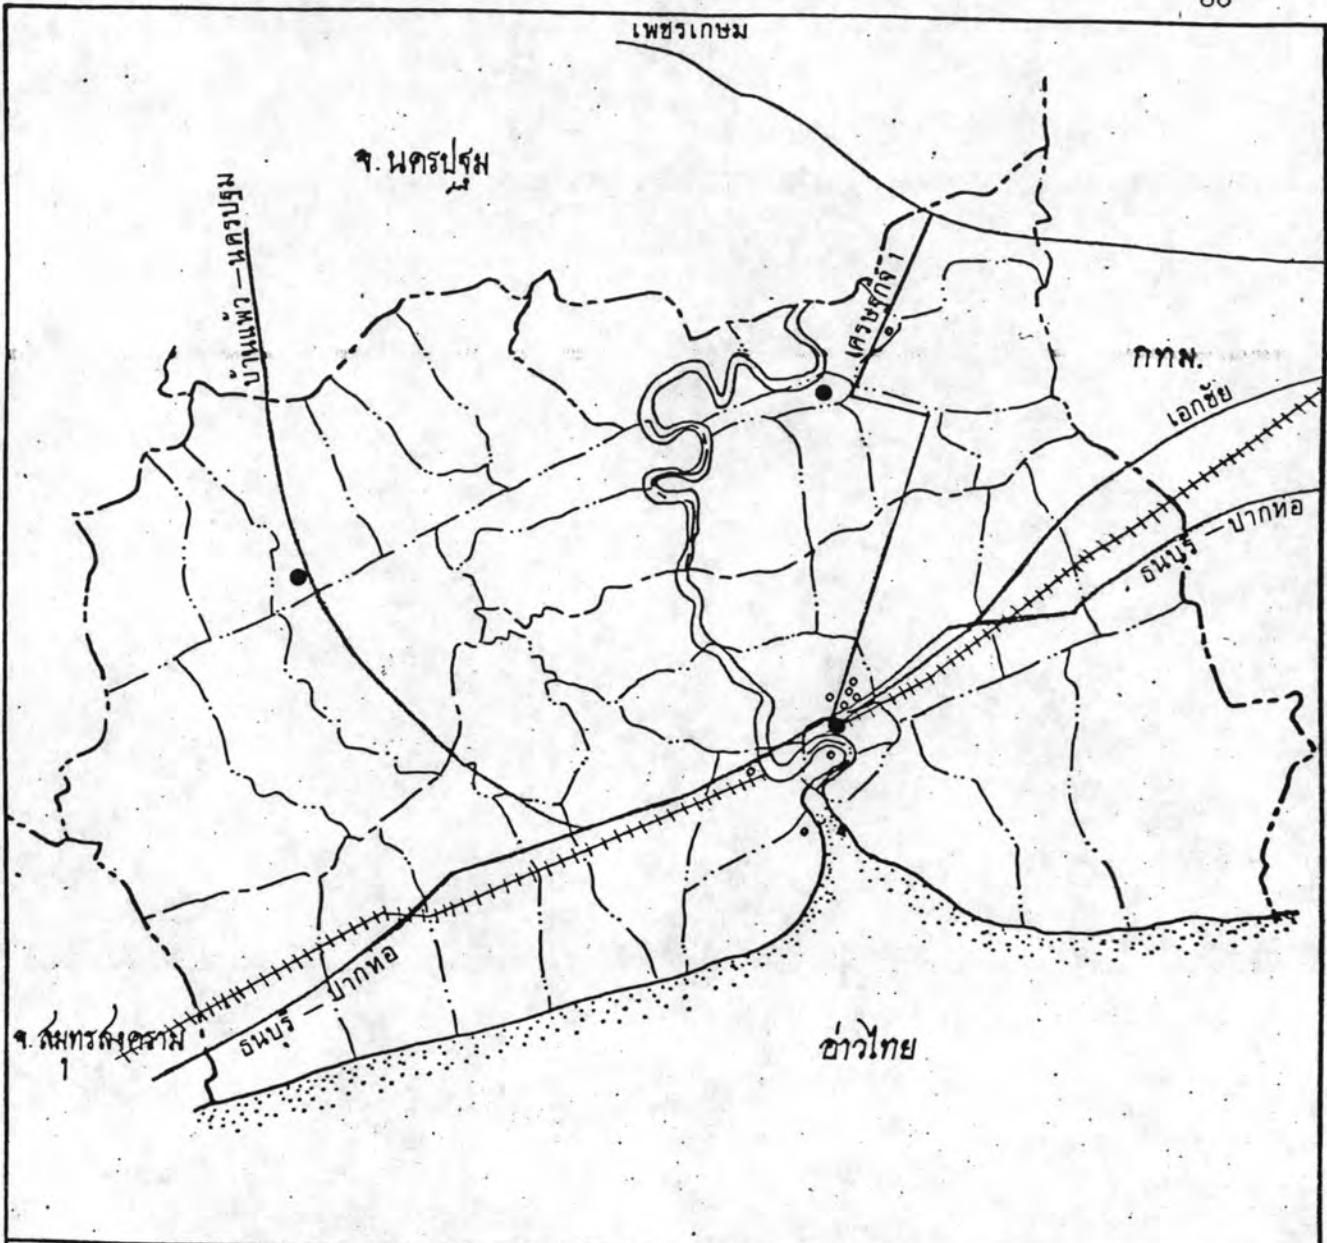 เพชรเกษม
จ. นครปฐม
บ้านแพ้ว — นครปฐม
เศรษฐกิจ 1
กทม.
เอกชัย
ธนบุรี — ปากท่อ
จ. สมุทรสงคราม
ธนบุรี — ปากท่อ
อ่าวไทย